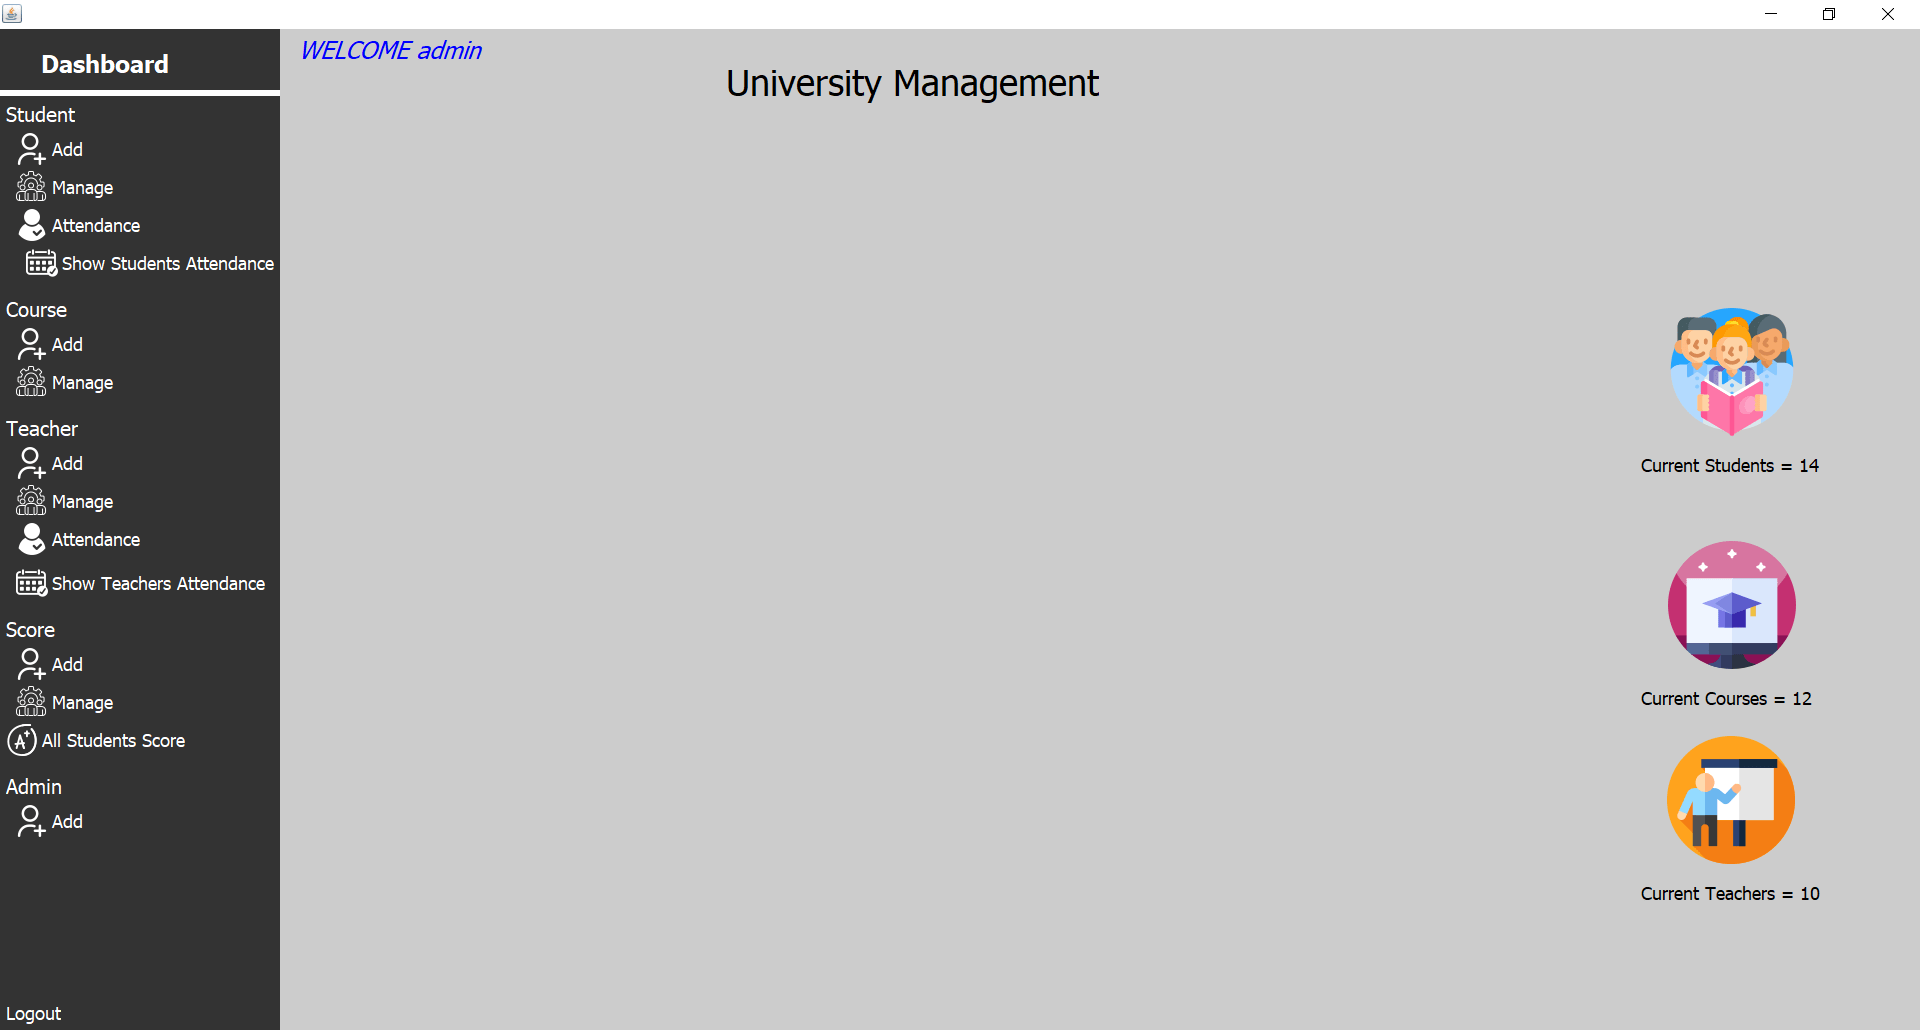 Dashboard
Student
Add
Manage
Attendance
Show Students Attendance
Course
Add
Manage
Teacher
Add
Manage
Attendance
Show Teachers Attendance
Score
Add
Manage
A+ All Students Score
Admin
Add
Logout
WELCOME admin
University Management
Current Students = 14
Current Courses = 12
Current Teachers = 10